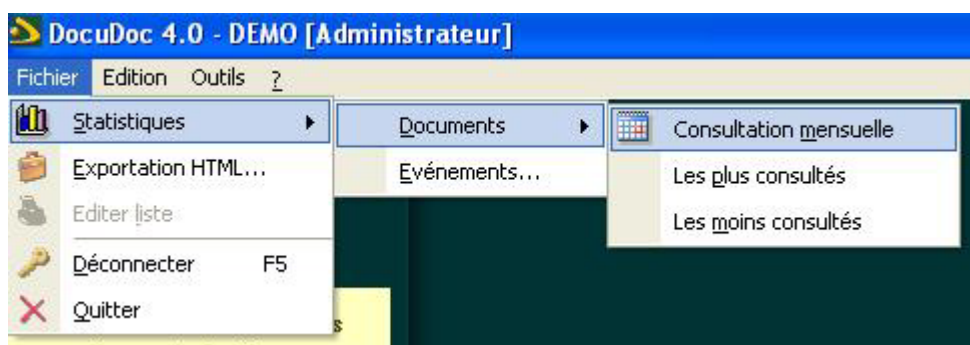 DocuDoc 4.0 - DEMO [Administrateur]
Fichier Edition Outils ?
Statistiques
Exportation HTML...
Editer liste
Déconnecter F5
Quitter
Documents
Evénements...
Consultation mensuelle
Les plus consultés
Les moins consultés